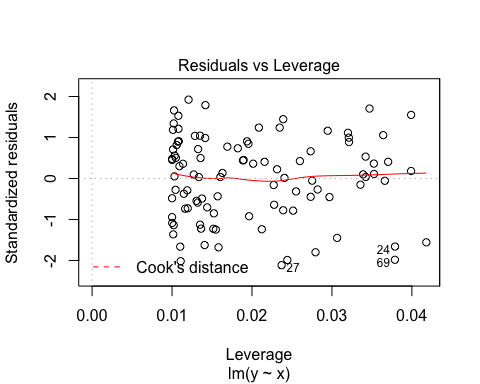 Residuals vs Leverage
Standardized residuals
2
1
0
-1
-2
24
27
69
Cook's distance
0.00 0.01 0.02 0.03 0.04
Leverage
lm(y ~ x)